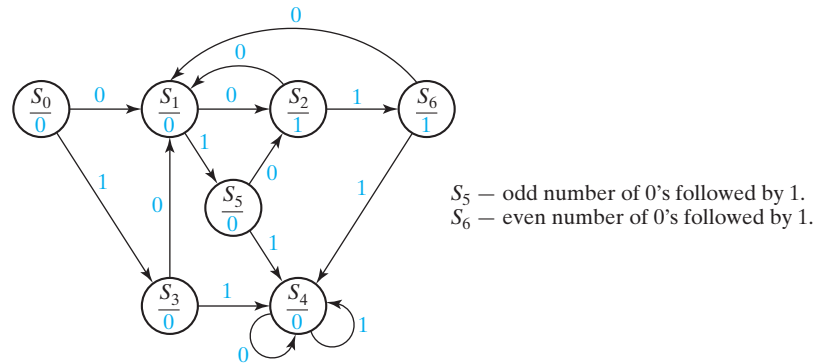 0
0
S0 0 S1 0 S2 1 S6
0 0 1 1
1 1 0 1
0 S5
0
1
S3 1 S4
0 0 1
0
S5 — odd number of 0's followed by 1.
S6 — even number of 0's followed by 1.